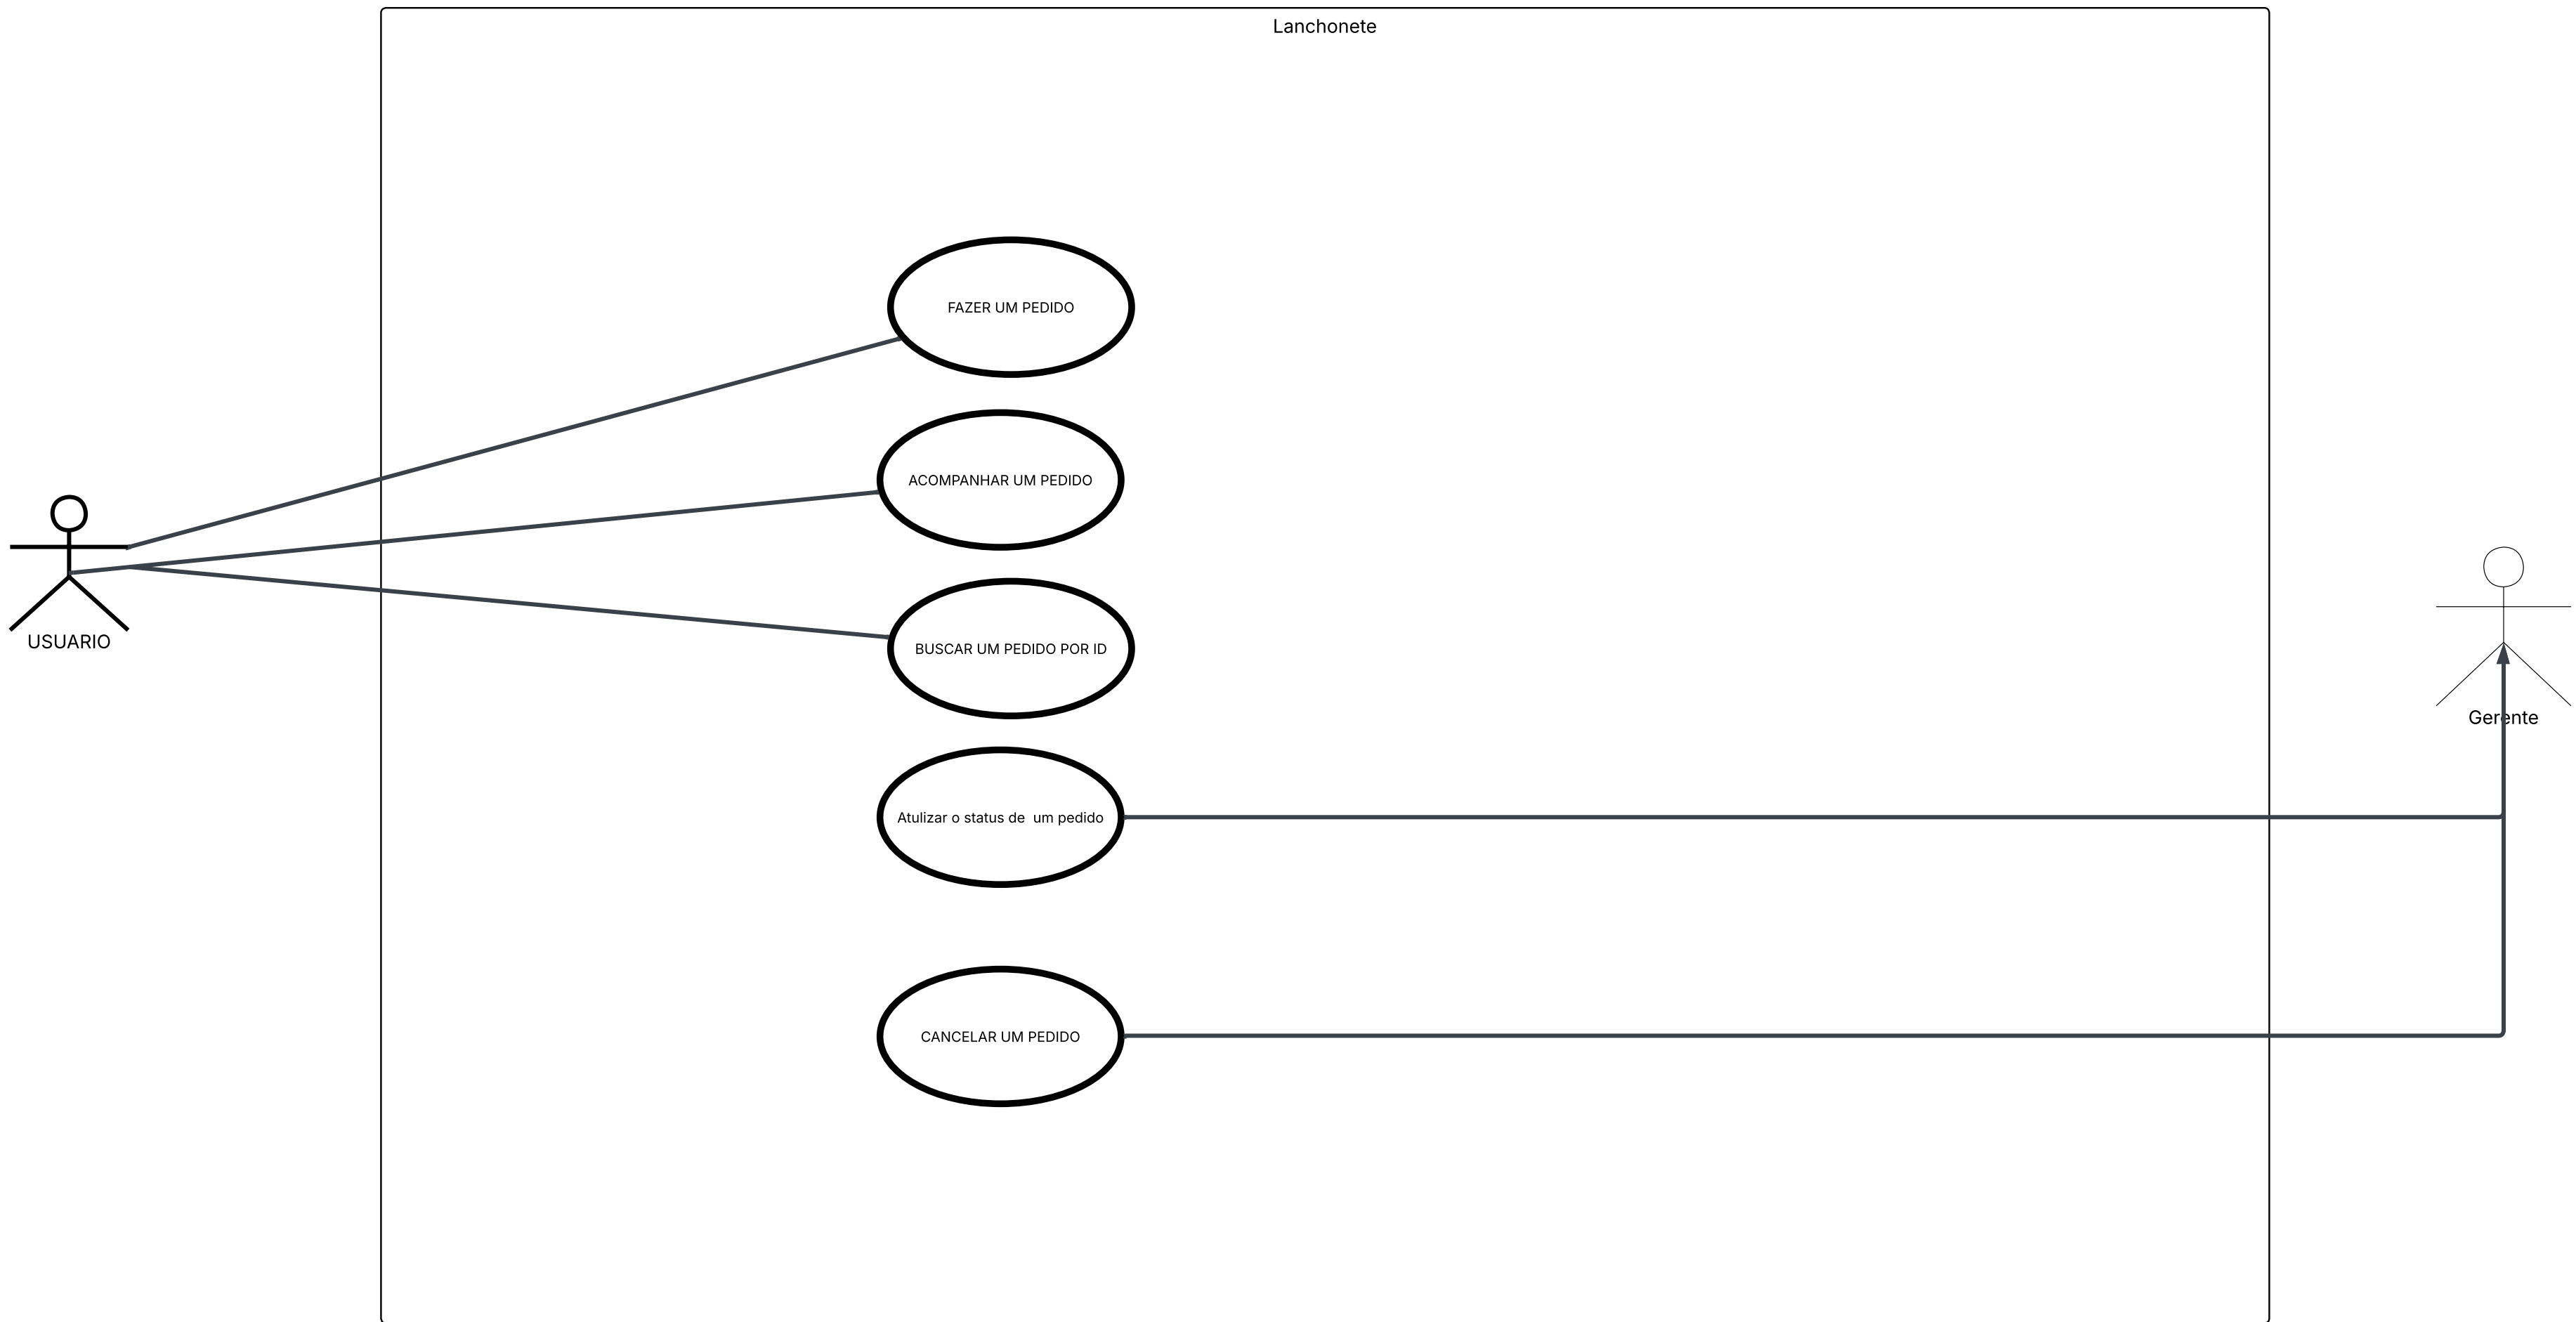 Lanchonete
FAZER UM PEDIDO
ACOMPANHAR UM PEDIDO
USUARIO
BUSCAR UM PEDIDO POR ID
Gerente
Atulizar o status de  um pedido
CANCELAR UM PEDIDO